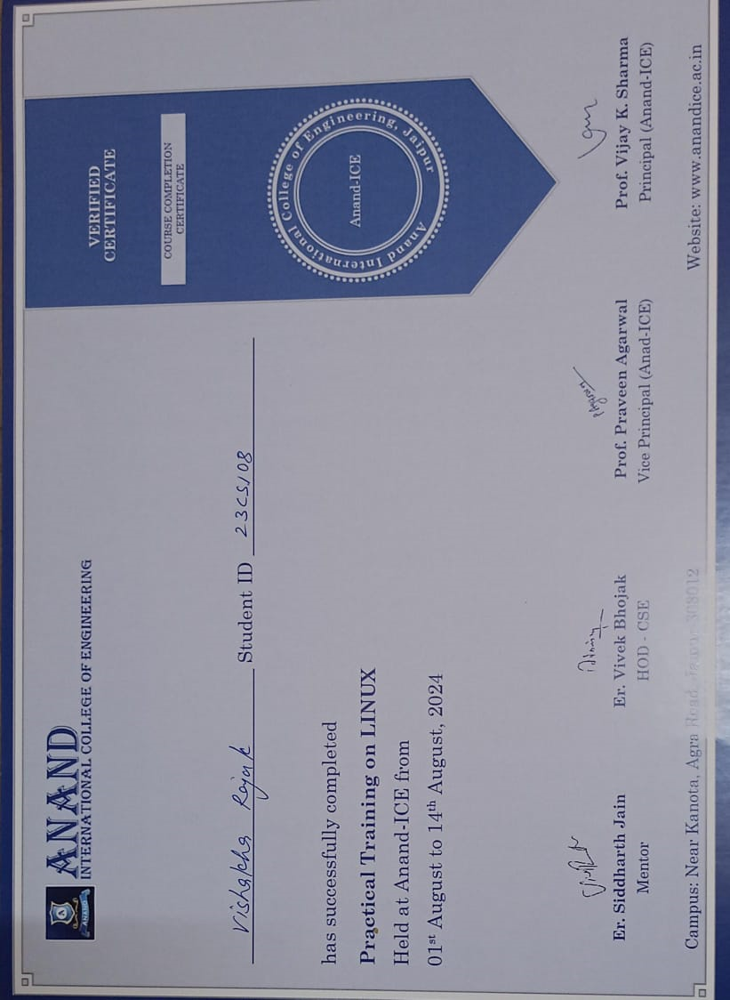 ANAND
INTERNATIONAL COLLEGE OF ENGINEERING
ANAND
VERIFIED
CERTIFICATE
COURSE COMPLETION
CERTIFICATE
Anand International College of Engineering, Jaipur
Anand-ICE
Vishakha Rajak Student ID 23CS108
has successfully completed
Practical Training on LINUX
Held at Anand-ICE from
01st August to 14th August, 2024
Er. Siddharth Jain
Mentor
Er. Vivek Bhojak
HOD - CSE
Prof. Praveen Agarwal
Vice Principal (Anad-ICE)
Prof. Vijay K. Sharma
Principal (Anand-ICE)
Campus: Near Kanota, Agra Road, Jaipur 303012
Website: www.anandice.ac.in